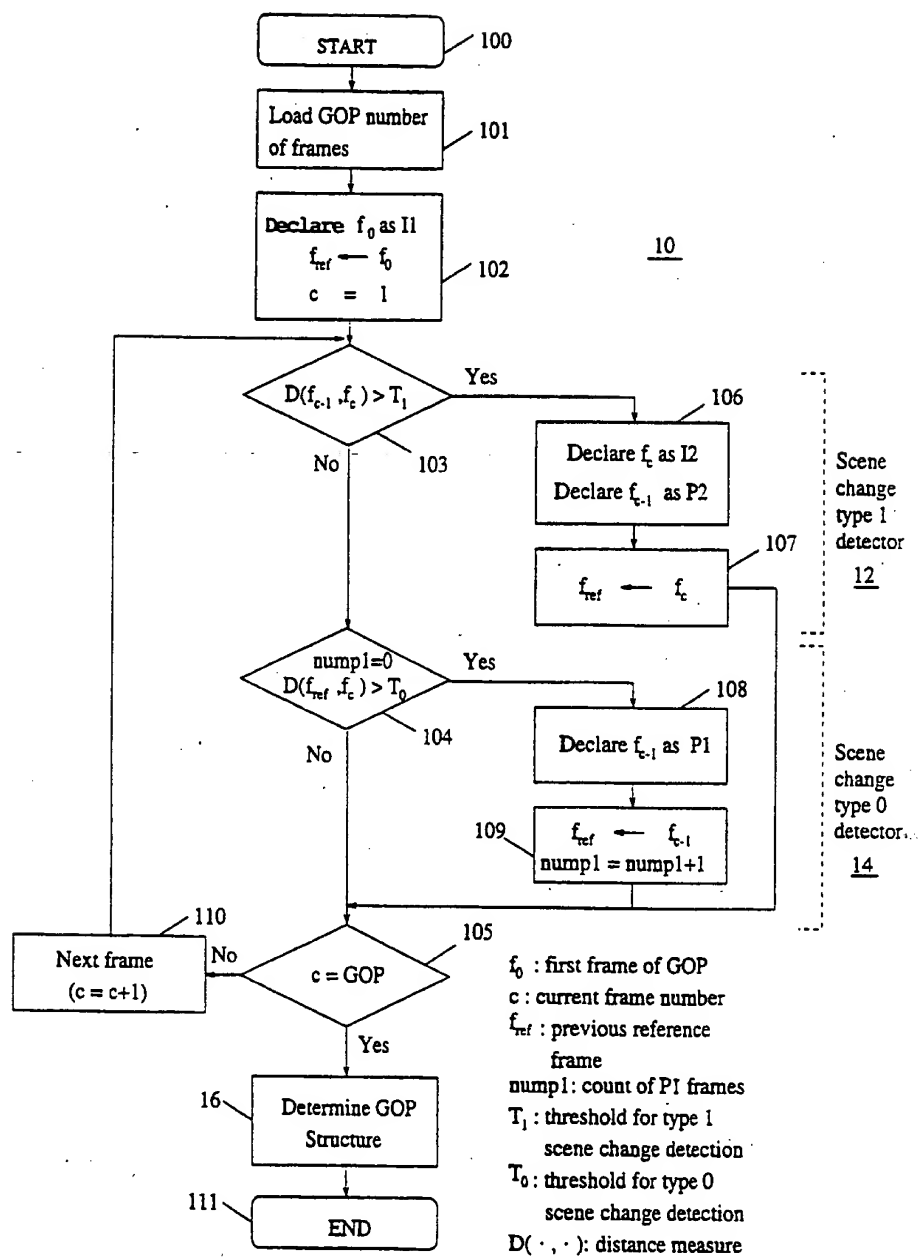 START
100
Load GOP number
of frames
101
Declare f₀ as I1
f_ref ← f₀
c = 1
102
10
D(f_c-1 ,f_c ) > T₁
Yes
103
No
106
Declare f_c as I2
Declare f_c-1 as P2
107
f_ref ← f_c
Scene
change
type 1
detector
12
nump1=0
D(f_ref ,f_c ) > T₀
Yes
104
No
108
Declare f_c-1 as P1
109
f_ref ← f_c-1
nump1 = nump1+1
Scene
change
type 0
detector
14
110
Next frame
(c = c+1)
No
c = GOP
105
Yes
16
Determine GOP
Structure
111
END
f₀ : first frame of GOP
c : current frame number
f_ref : previous reference
frame
nump1: count of PI frames
T₁ : threshold for type 1
scene change detection
T₀ : threshold for type 0
scene change detection
D( · , · ): distance measure